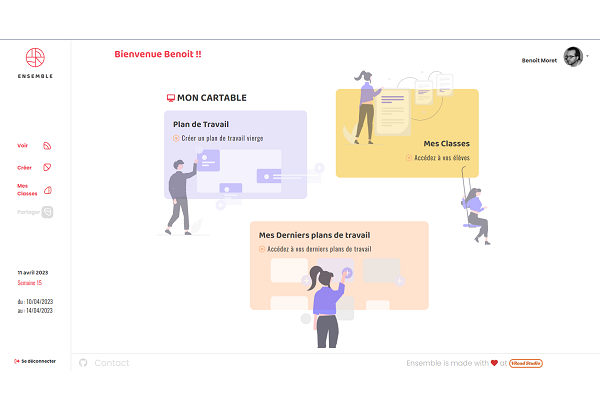 ENSEMBLE
Bienvenue Benoit !!
Benoît Moret
MON CARTABLE
Plan de Travail
Créer un plan de travail vierge
Mes Classes
Accédez à vos élèves
Voir
Créer
Mes
Classes
Partager
Mes Derniers plans de travail
Accédez à vos derniers plans de travail
11 avril 2023
Semaine 15
du : 10/04/2023
au : 14/04/2023
Se déconnecter
Contact
Ensemble is made with at Wood Studio